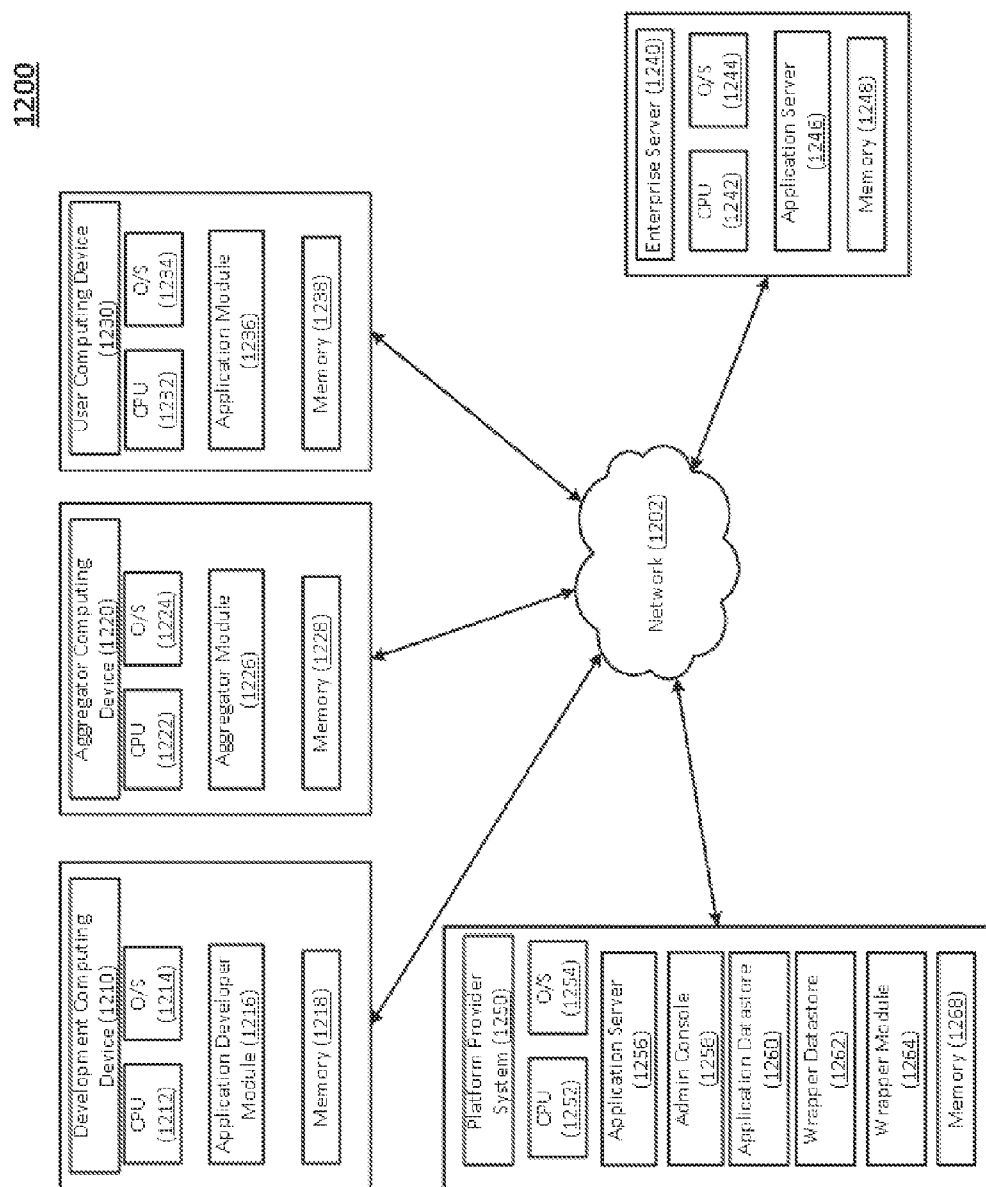 1200
Development Computing
Device (1210)
CPU
(1212)
O/S
(1214)
Application Developer
Module (1216)
Memory (1218)
Aggregator Computing
Device (1220)
CPU
(1222)
O/S
(1224)
Aggregator Module
(1226)
Memory (1228)
User Computing Device
(1230)
CPU
(1232)
O/S
(1234)
Application Module
(1236)
Memory (1238)
Network (1202)
Platform Provider
System (1250)
CPU
(1252)
O/S
(1254)
Application Server
(1256)
Admin Console
(1258)
Application Datastore
(1260)
Wrapper Datastore
(1262)
Wrapper Module
(1264)
Memory (1268)
Enterprise Server (1240)
CPU
(1242)
O/S
(1244)
Application Server
(1246)
Memory (1248)